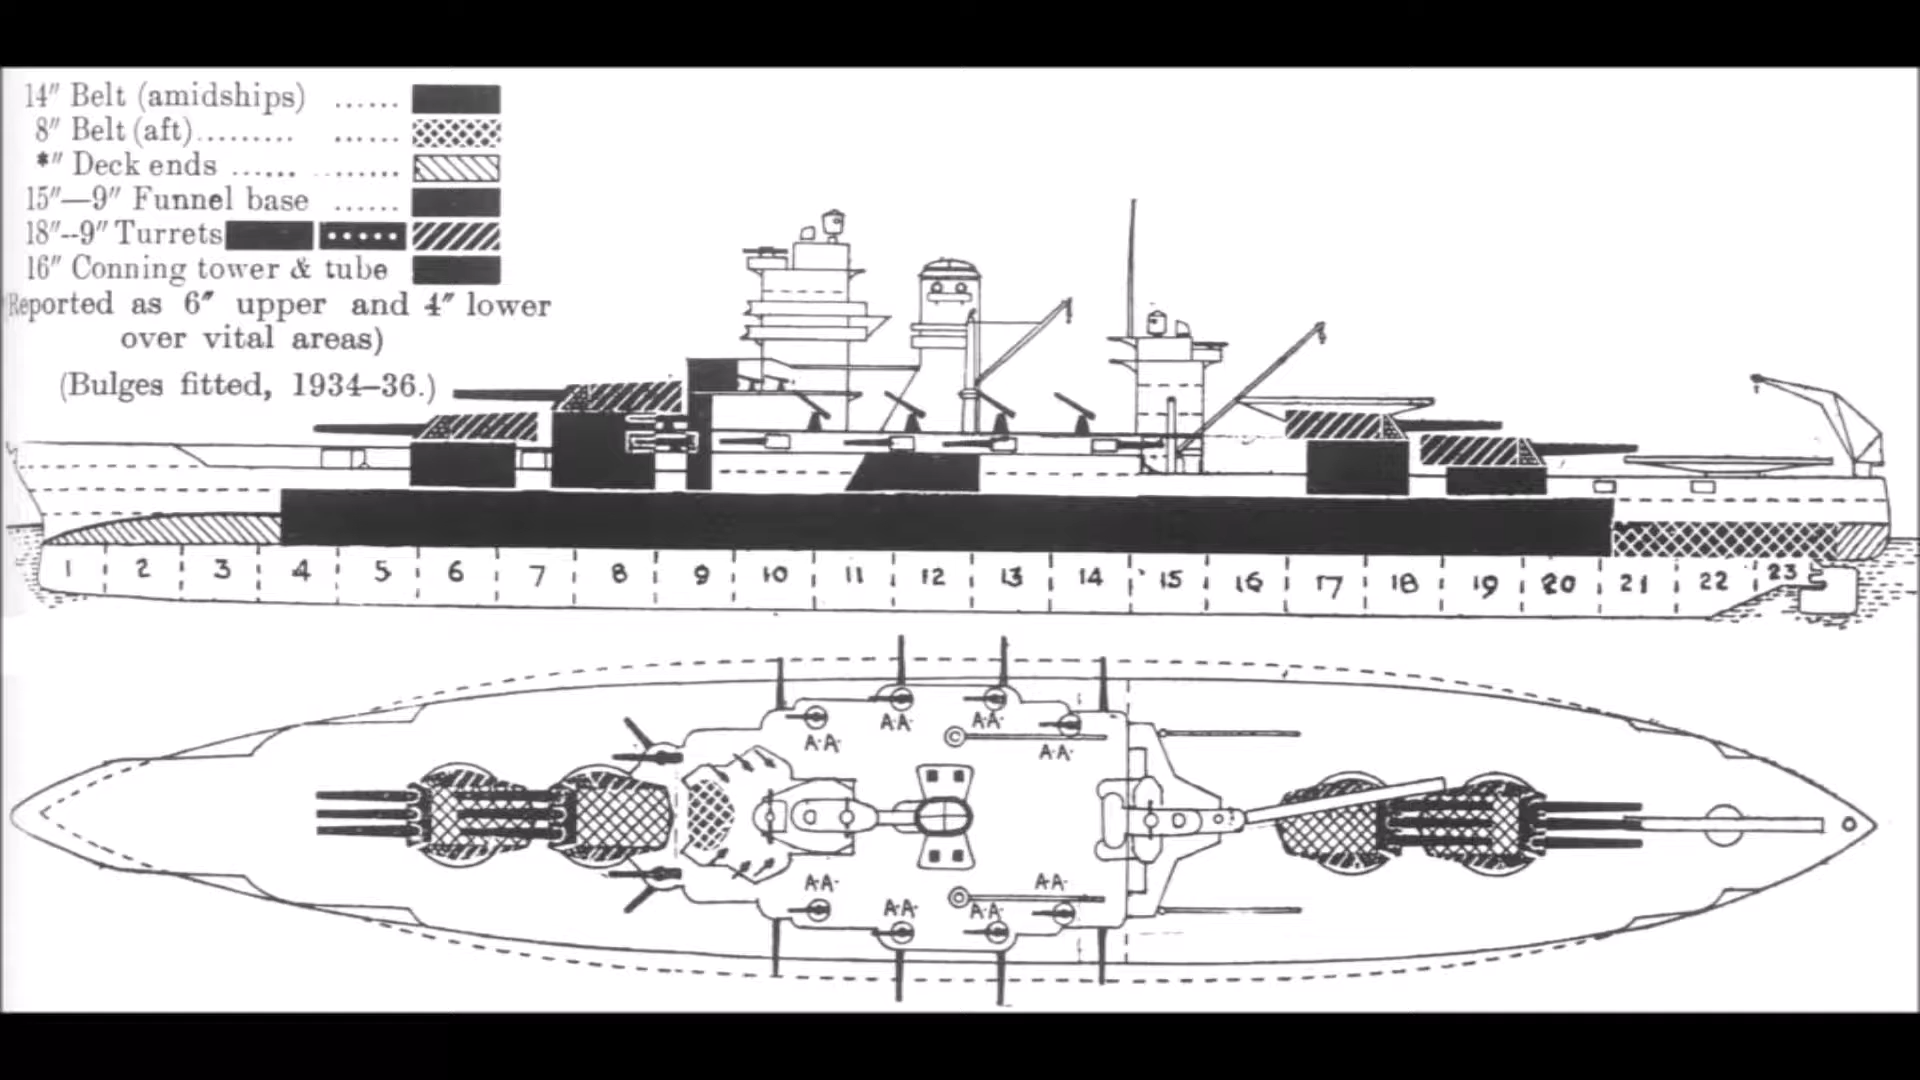 14″ Belt (amidships) ......
8″ Belt (aft)......... ......
*″ Deck ends ...... ........
15″—9″ Funnel base ......
18″--9″ Turrets
16″ Conning tower & tube
(Reported as 6″ upper and 4″ lower
over vital areas)
(Bulges fitted, 1934–36.)
1 2 3 4 5 6 7 8 9 10 11 12 13 14 15 16 17 18 19 20 21 22 23
A·A· A·A·
A·A· A·A·
A·A· A·A·
A·A· A·A·